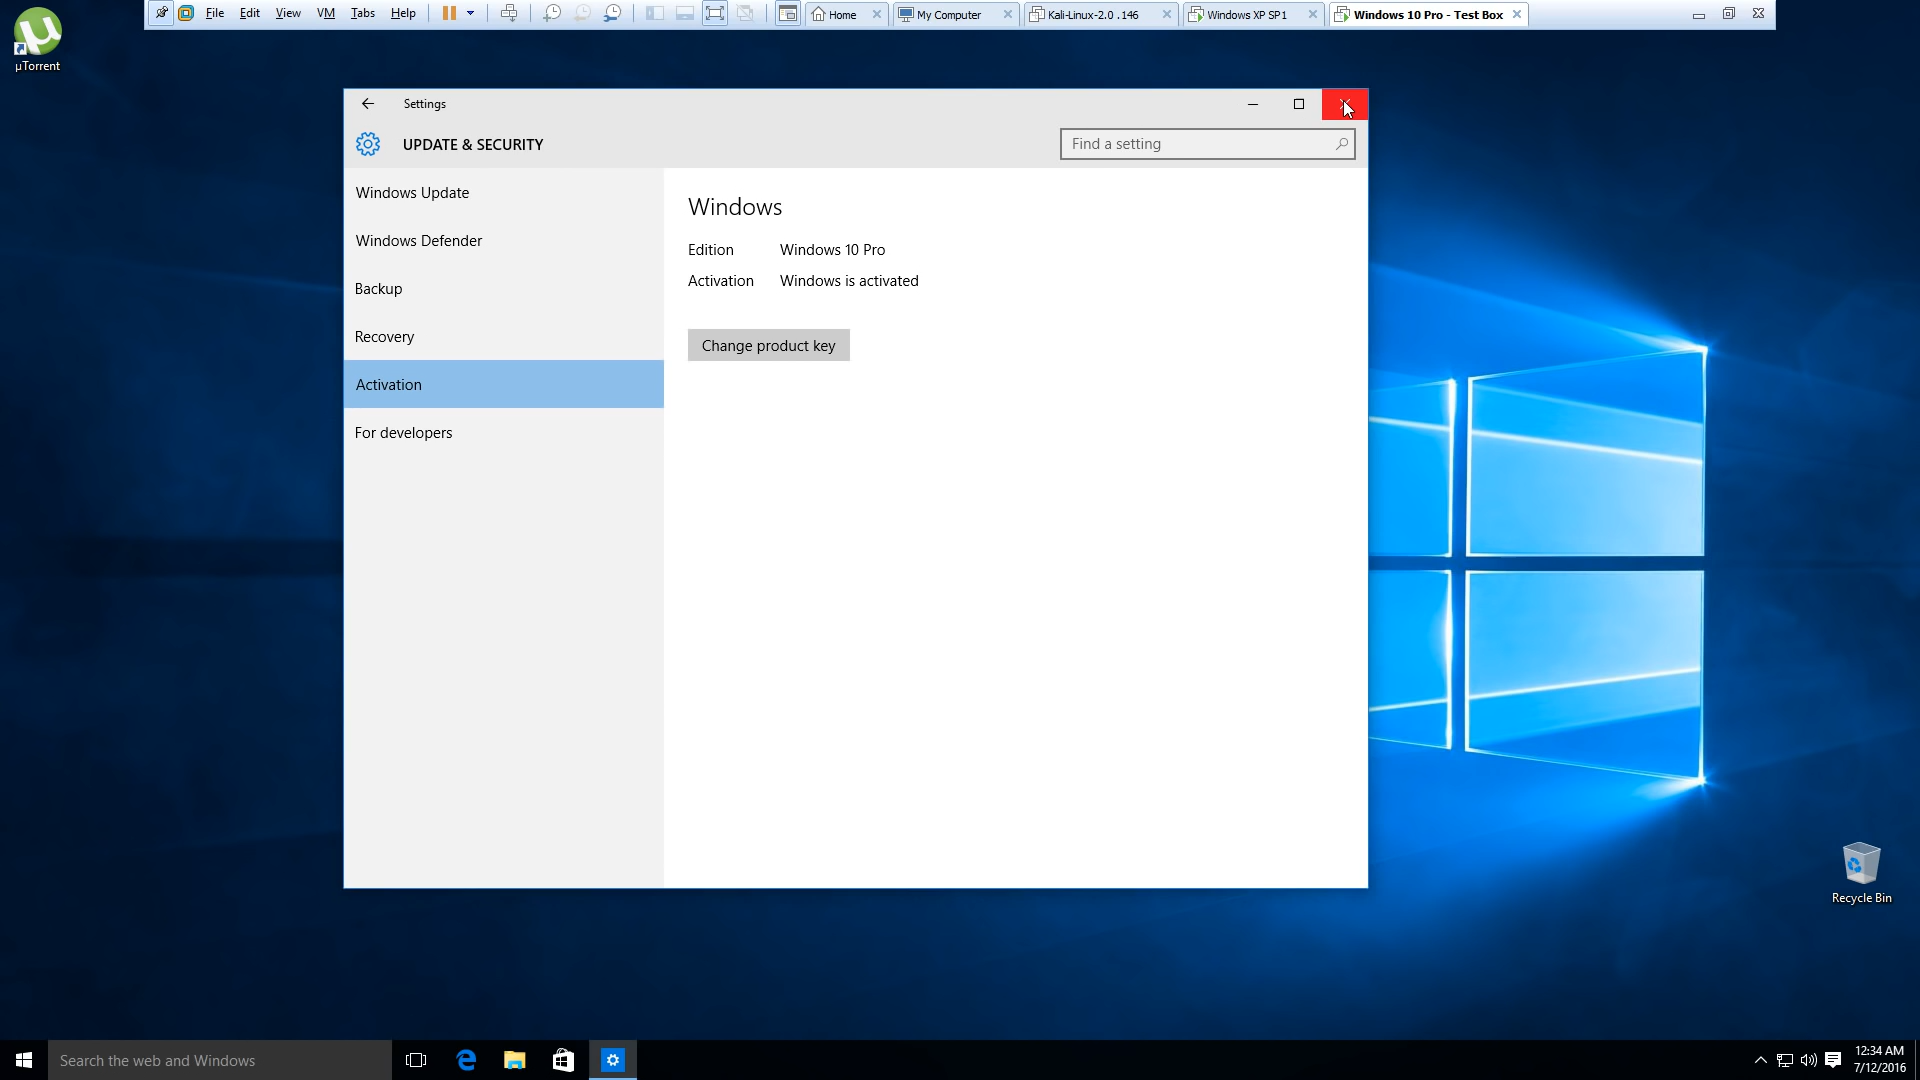 File Edit View VM Tabs Help Home My Computer Kali-Linux-2.0 .146 Windows XP SP1 Windows 10 Pro - Test Box
µTorrent
Settings
UPDATE & SECURITY
Find a setting
Windows Update
Windows Defender
Backup
Recovery
Activation
For developers
Windows
Edition Windows 10 Pro
Activation Windows is activated
Change product key
Recycle Bin
Search the web and Windows
12:34 AM
7/12/2016